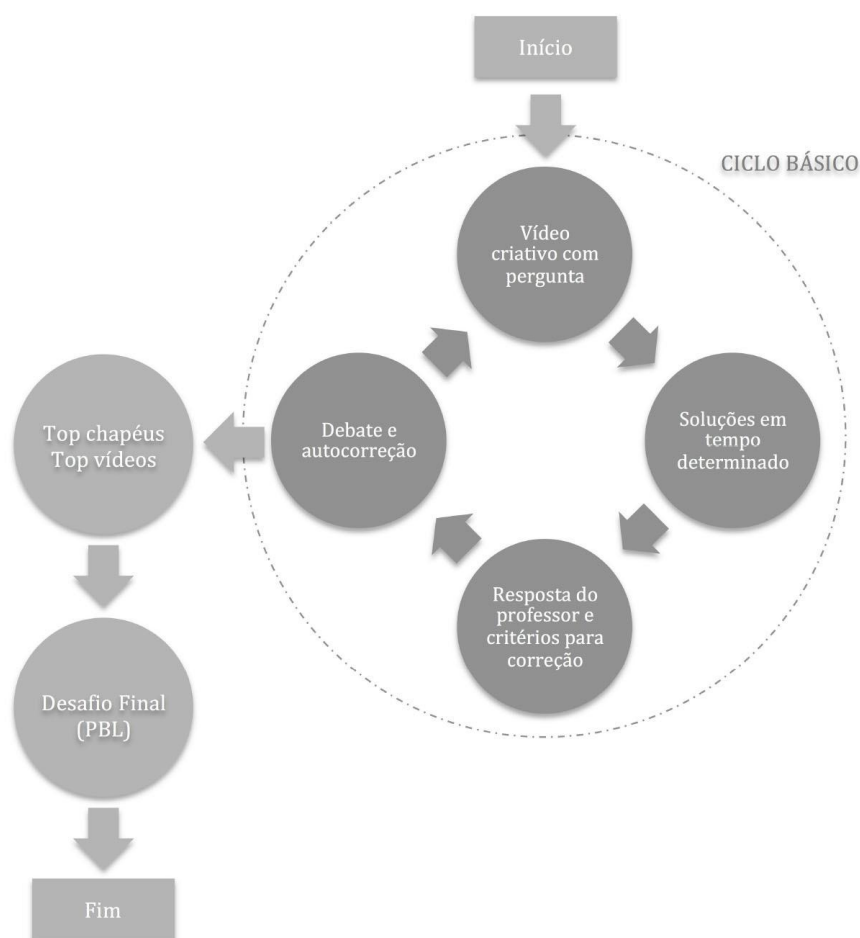 Início
CICLO BÁSICO
Vídeo
criativo com
pergunta
Soluções em
tempo
determinado
Resposta do
professor e
critérios para
correção
Debate e
autocorreção
Top chapéus
Top vídeos
Desafio Final
(PBL)
Fim